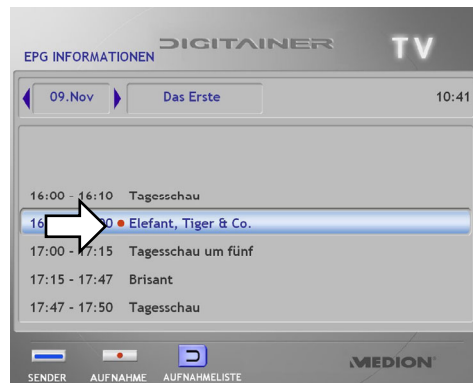 DIGITAINER TV
EPG INFORMATIONEN
09.Nov Das Erste 10:41
16:00 - 16:10 Tagesschau
Elefant, Tiger & Co.
17:00 - 17:15 Tagesschau um fünf
17:15 - 17:47 Brisant
17:47 - 17:50 Tagesschau
SENDER AUFNAHME AUFNAHMELISTE
MEDION